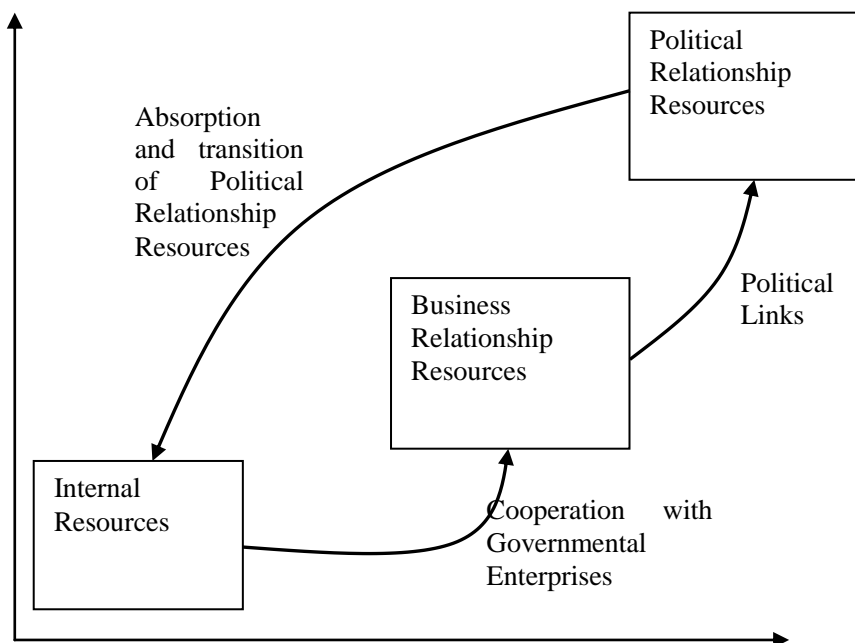 Political
Relationship
Resources
Absorption
and transition
of Political
Relationship
Resources
Political
Links
Business
Relationship
Resources
Internal
Resources
Cooperation with
Governmental
Enterprises